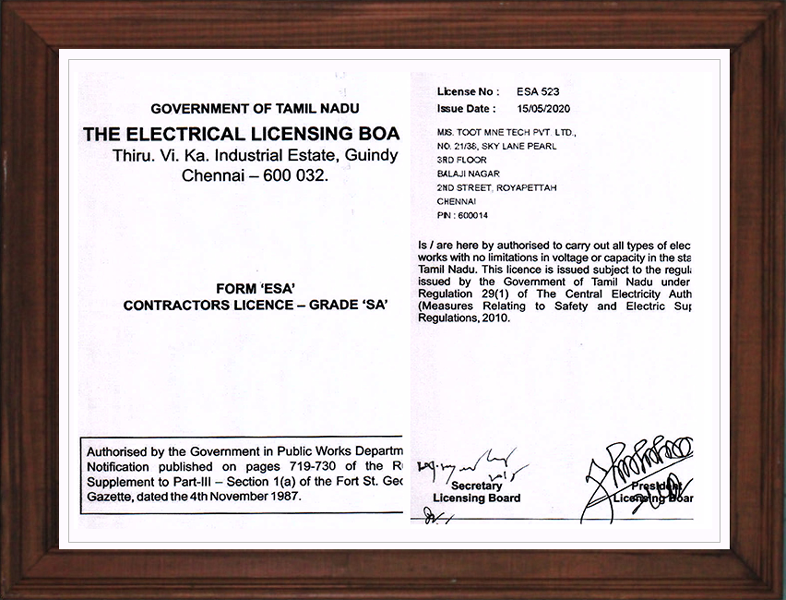 GOVERNMENT OF TAMIL NADU
THE ELECTRICAL LICENSING BOA
Thiru. Vi. Ka. Industrial Estate, Guindy
Chennai – 600 032.
FORM ‘ESA’
CONTRACTORS LICENCE – GRADE ‘SA’
Authorised by the Government in Public Works Departm
Notification published on pages 719-730 of the R
Supplement to Part-III – Section 1(a) of the Fort St. Geo
Gazette, dated the 4th November 1987.
License No : ESA 523
Issue Date : 15/05/2020
M/S. TOOT MNE TECH PVT. LTD.,
NO. 21/38, SKY LANE PEARL
3RD FLOOR
BALAJI NAGAR
2ND STREET, ROYAPETTAH
CHENNAI
PIN : 600014
Is / are here by authorised to carry out all types of elec
works with no limitations in voltage or capacity in the sta
Tamil Nadu. This licence is issued subject to the regula
issued by the Government of Tamil Nadu under
Regulation 29(1) of The Central Electricity Auth
(Measures Relating to Safety and Electric Sup
Regulations, 2010.
Secretary
Licensing Board
President
Licensing Boar